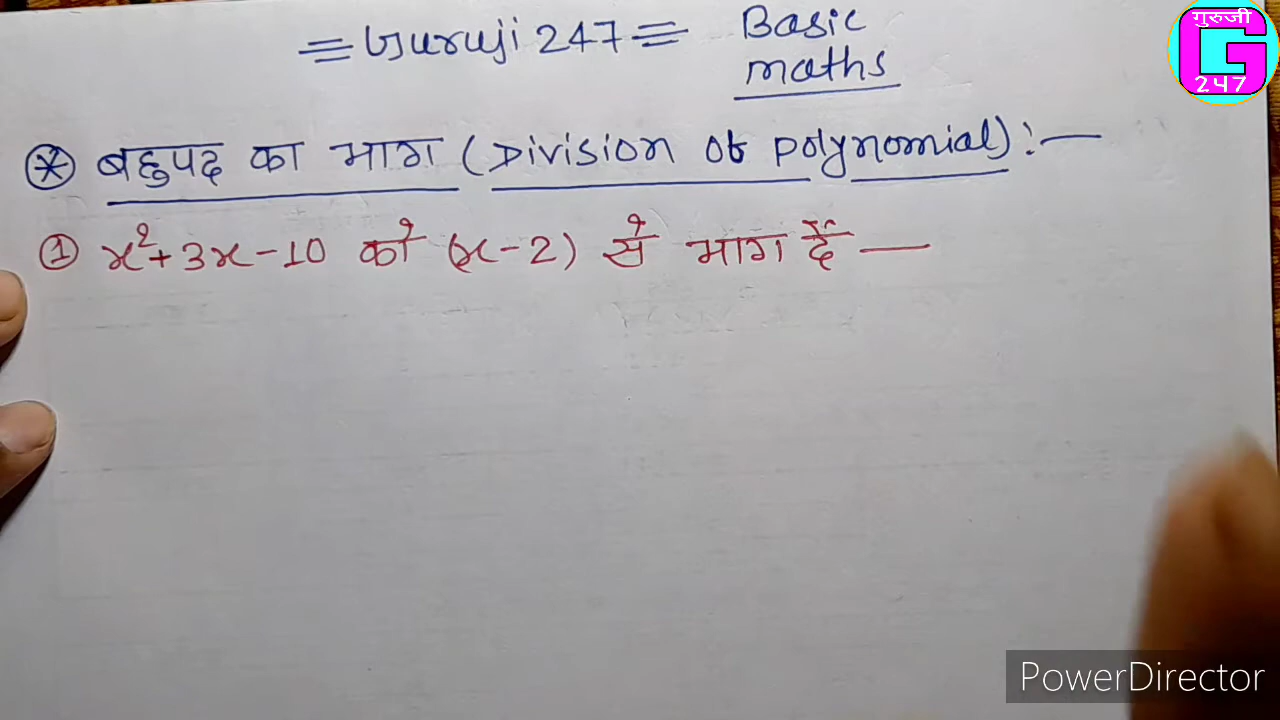 = Guruji 247 = Basic
maths
गुरुजी
G
247
* बहुपद का भाग (Division of polynomial) : —
① x² + 3x - 10 को (x - 2) से भाग दें —
PowerDirector